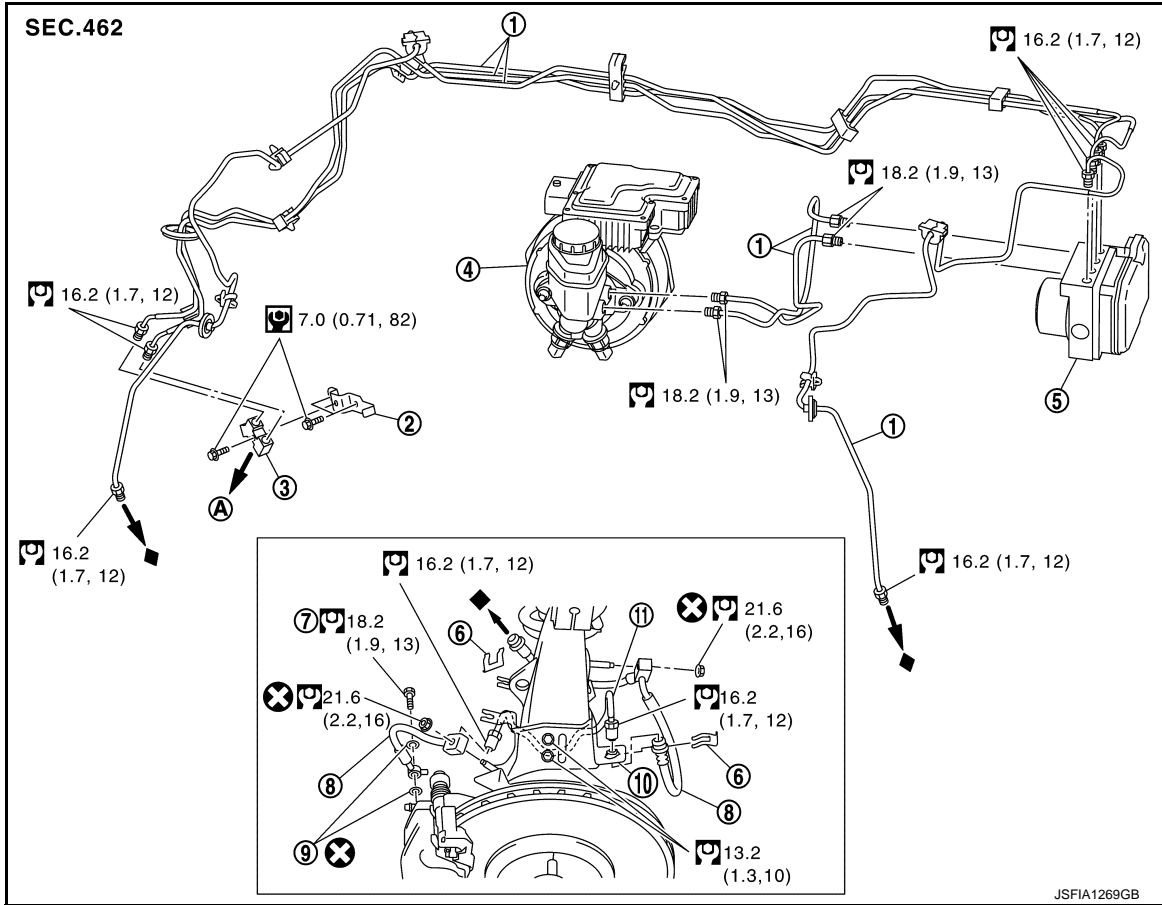 SEC.462
①
16.2 (1.7, 12)
18.2 (1.9, 13)
①
④
16.2 (1.7, 12)
7.0 (0.71, 82)
18.2 (1.9, 13)
②
⑤
①
③
A
16.2
(1.7, 12)
16.2 (1.7, 12)
16.2 (1.7, 12)
⑦ 18.2
(1.9, 13)
⑥
⑪
21.6
(2.2,16)
21.6
(2.2,16)
16.2
(1.7, 12)
⑧
⑩
⑥
⑧
⑨
13.2
(1.3,10)
JSFIA1269GB